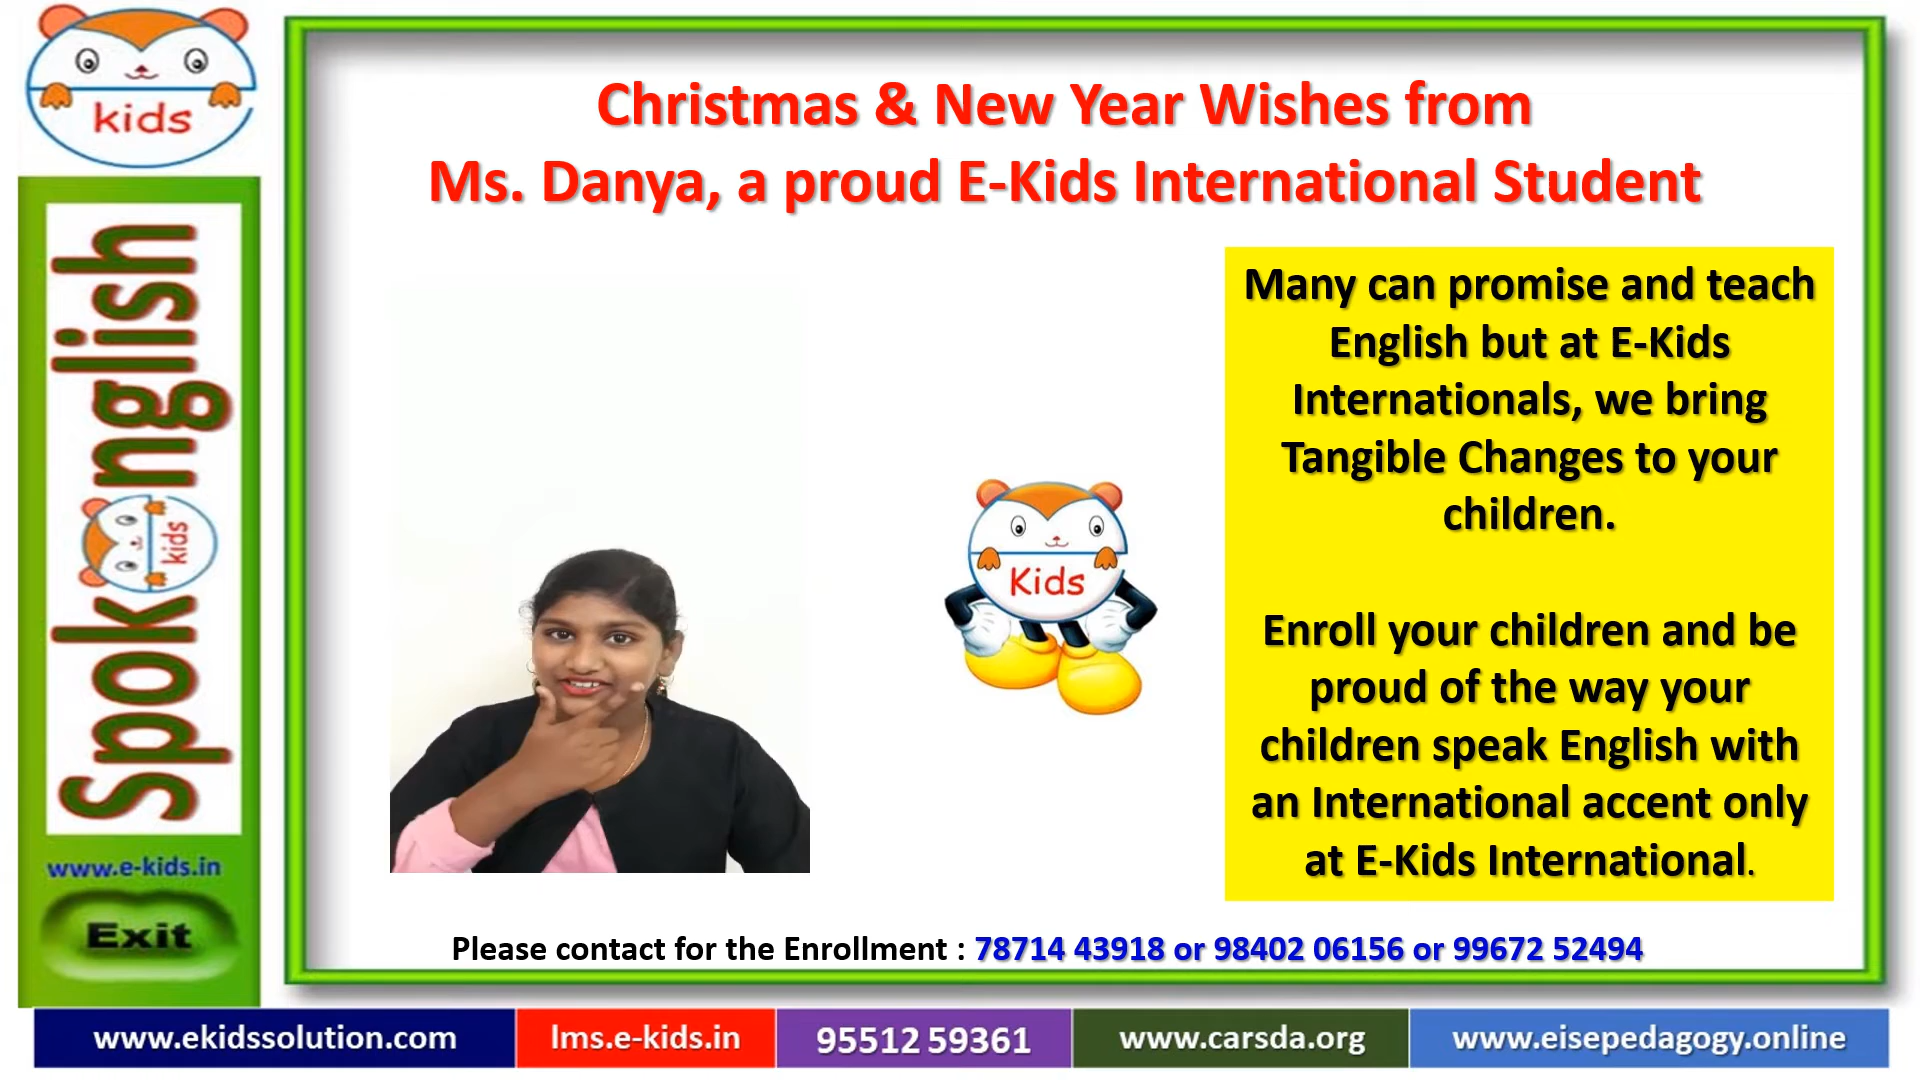 kids
Spoken English
kids
www.e-kids.in
Exit
Christmas & New Year Wishes from
Ms. Danya, a proud E-Kids International Student
Kids
Many can promise and teach
English but at E-Kids
Internationals, we bring
Tangible Changes to your
children.
Enroll your children and be
proud of the way your
children speak English with
an International accent only
at E-Kids International.
Please contact for the Enrollment : 78714 43918 or 98402 06156 or 99672 52494
www.ekidssolution.com
lms.e-kids.in
95512 59361
www.carsda.org
www.eisepedagogy.online